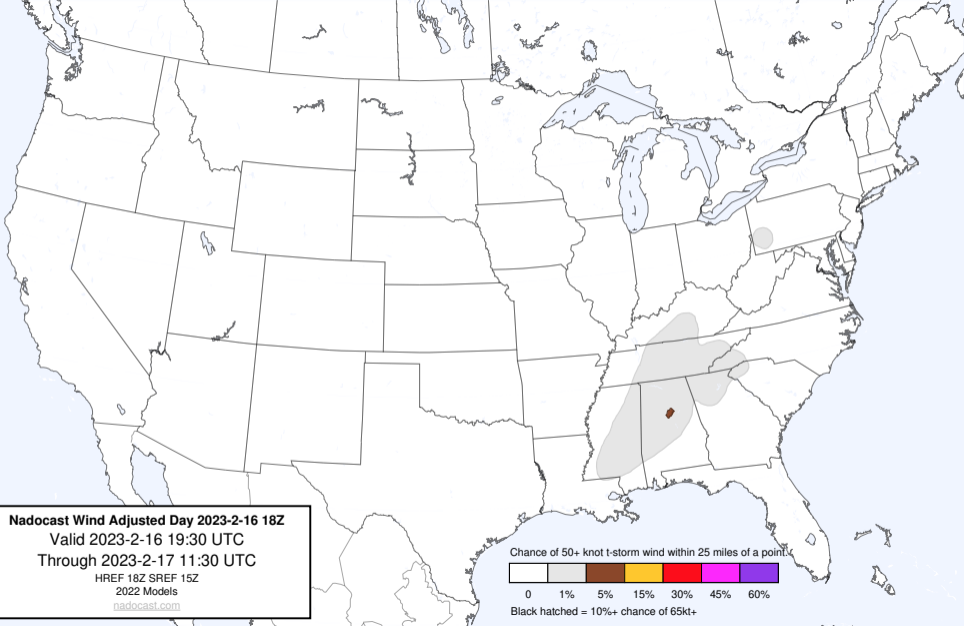 Nadocast Wind Adjusted Day 2023-2-16 18Z
Valid 2023-2-16 19:30 UTC
Through 2023-2-17 11:30 UTC
HREF 18Z SREF 15Z
2022 Models
nadocast.com
Chance of 50+ knot t-storm wind within 25 miles of a point.
0 1% 5% 15% 30% 45% 60%
Black hatched = 10%+ chance of 65kt+